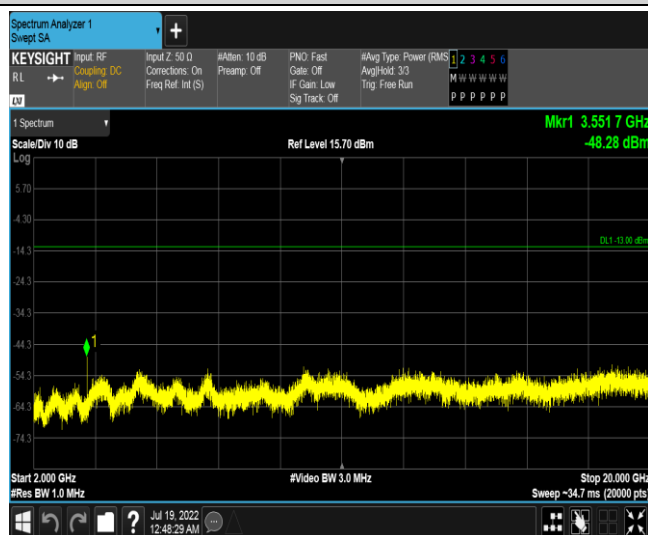 Spectrum Analyzer 1
Swept SA
+
KEYSIGHT Input: RF Input Z: 50 Ω #Atten: 10 dB PNO: Fast #Avg Type: Power (RMS 1 2 3 4 5 6
RL Coupling: DC Corrections: On Preamp: Off Gate: Off Avg|Hold: 3/3 M W W W W W
Align: Off Freq Ref: Int (S) IF Gain: Low Trig: Free Run
LXI Sig Track: Off P P P P P P
1 Spectrum Mkr1 3.551 7 GHz
Scale/Div 10 dB Ref Level 15.70 dBm -48.28 dBm
Log
5.70
-4.30
DL1 -13.00 dBm
-14.3
-24.3
-34.3
-44.3
1
-54.3
-64.3
-74.3
Start 2.000 GHz #Video BW 3.0 MHz Stop 20.000 GHz
#Res BW 1.0 MHz Sweep ~34.7 ms (20000 pts)
? Jul 19, 2022
12:48:29 AM